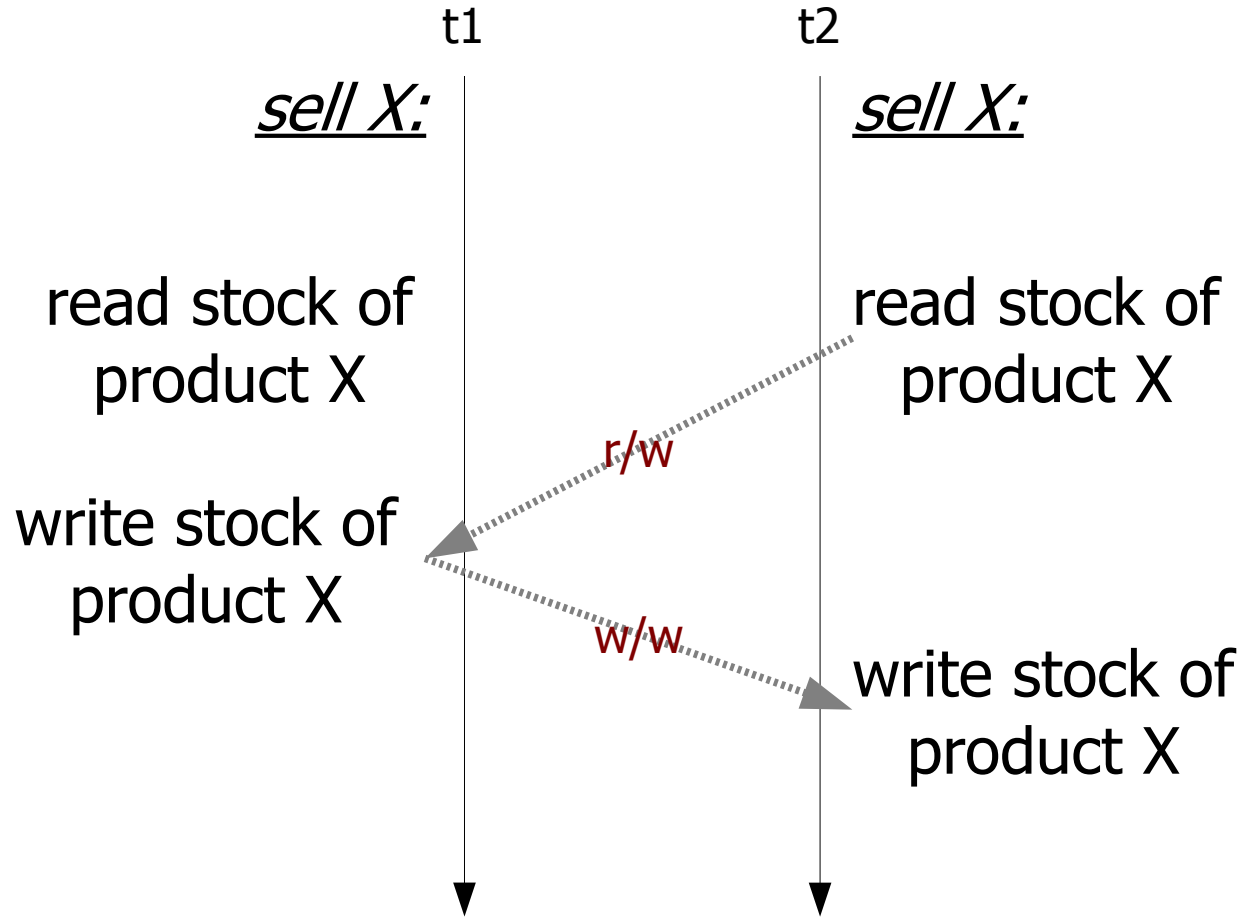 t1
t2
sell X:
sell X:
read stock of
product X
read stock of
product X
r/w
write stock of
product X
w/w
write stock of
product X